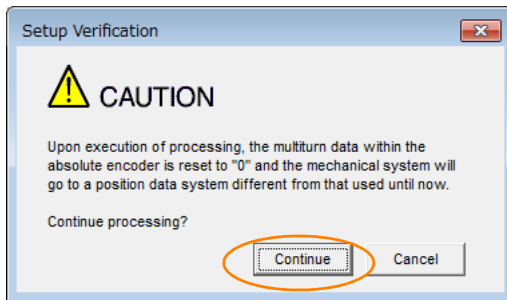 Setup Verification
CAUTION
Upon execution of processing, the multiturn data within the
absolute encoder is reset to "0" and the mechanical system will
go to a position data system different from that used until now.
Continue processing?
Continue Cancel